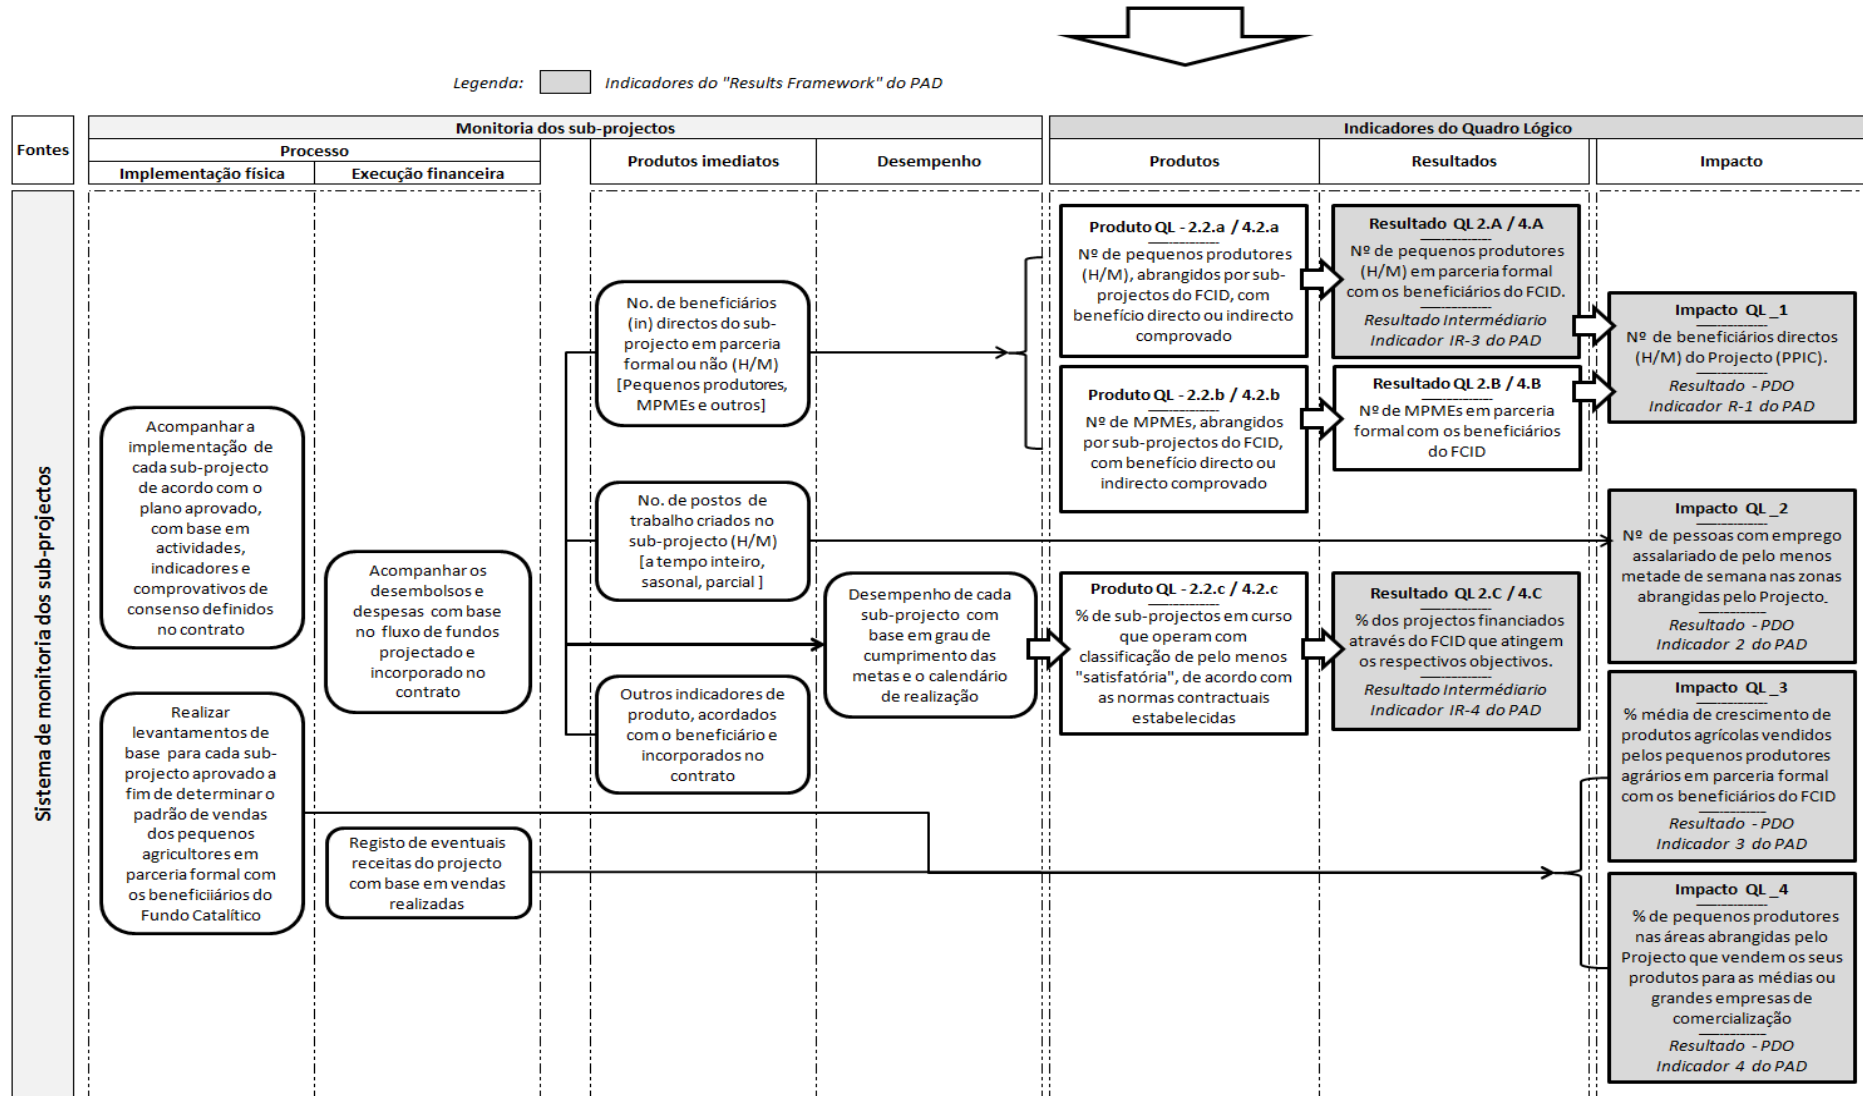 Legenda:
Indicadores do "Results Framework" do PAD
Fontes
Monitoria dos sub-projectos
Indicadores do Quadro Lógico
Processo
Implementação física
Execução financeira
Produtos imediatos
Desempenho
Produtos
Resultados
Impacto
Sistema de monitoria dos sub-projectos
Acompanhar a
implementação de
cada sub-projecto
de acordo com o
plano aprovado,
com base em
actividades,
indicadores e
comprovativos de
consenso definidos
no contrato
Realizar
levantamentos de
base para cada sub-
projecto aprovado a
fim de determinar o
padrão de vendas
dos pequenos
agricultores em
parceria formal com
os beneficiiários do
Fundo Catalítico
Acompanhar os
desembolsos e
despesas com base
no fluxo de fundos
projectado e
incorporado no
contrato
Registo de eventuais
receitas do projecto
com base em vendas
realizadas
No. de beneficiários
(in) directos do sub-
projecto em parceria
formal ou não (H/M)
[Pequenos produtores,
MPMEs e outros]
No. de postos de
trabalho criados no
sub-projecto (H/M)
[a tempo inteiro,
sasonal, parcial ]
Outros indicadores de
produto, acordados
com o beneficiário e
incorporados no
contrato
Desempenho de cada
sub-projecto com
base em grau de
cumprimento das
metas e o calendário
de realização
Produto QL - 2.2.a / 4.2.a
Nº de pequenos produtores
(H/M), abrangidos por sub-
projectos do FCID, com
benefício directo ou indirecto
comprovado
Produto QL - 2.2.b / 4.2.b
Nº de MPMEs, abrangidos
por sub-projectos do FCID,
com benefício directo ou
indirecto comprovado
Produto QL - 2.2.c / 4.2.c
% de sub-projectos em curso
que operam com
classificação de pelo menos
"satisfatória", de acordo com
as normas contractuais
estabelecidas
Resultado QL 2.A / 4.A
Nº de pequenos produtores
(H/M) em parceria formal
com os beneficiários do FCID.
Resultado Intermédiario
Indicador IR-3 do PAD
Resultado QL 2.B / 4.B
Nº de MPMEs em parceria
formal com os beneficiários
do FCID
Resultado QL 2.C / 4.C
% dos projectos financiados
através do FCID que atingem
os respectivos objectivos.
Resultado Intermédiario
Indicador IR-4 do PAD
Impacto QL_1
Nº de beneficiários directos
(H/M) do Projecto (PPIC).
Resultado - PDO
Indicador R-1 do PAD
Impacto QL_2
Nº de pessoas com emprego
assalariado de pelo menos
metade de semana nas zonas
abrangidas pelo Projecto.
Resultado - PDO
Indicador 2 do PAD
Impacto QL_3
% média de crescimento de
produtos agrícolas vendidos
pelos pequenos produtores
agrários em parceria formal
com os beneficiários do FCID
Resultado - PDO
Indicador 3 do PAD
Impacto QL_4
% de pequenos produtores
nas áreas abrangidas pelo
Projecto que vendem os seus
produtos para as médias ou
grandes empresas de
comercialização
Resultado - PDO
Indicador 4 do PAD